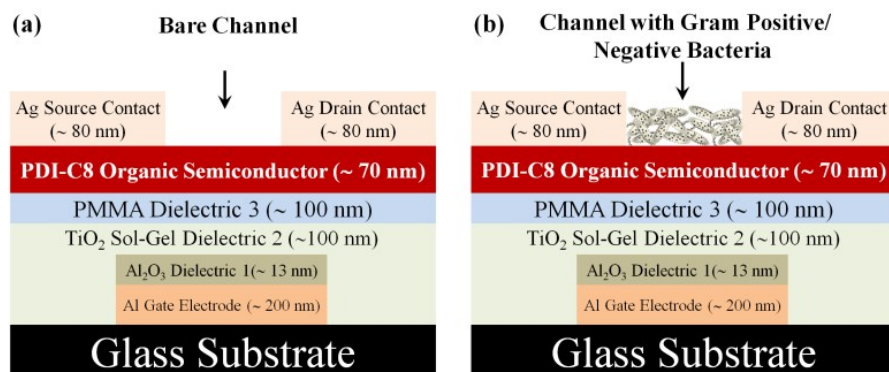 (a)
Bare Channel
Ag Source Contact
(~ 80 nm)
Ag Drain Contact
(~ 80 nm)
PDI-C8 Organic Semiconductor (~ 70 nm)
PMMA Dielectric 3 (~ 100 nm)
TiO₂ Sol-Gel Dielectric 2 (~100 nm)
Al₂O₃ Dielectric 1(~ 13 nm)
Al Gate Electrode (~ 200 nm)
Glass Substrate
(b)
Channel with Gram Positive/
Negative Bacteria
Ag Source Contact
(~ 80 nm)
Ag Drain Contact
(~ 80 nm)
PDI-C8 Organic Semiconductor (~ 70 nm)
PMMA Dielectric 3 (~ 100 nm)
TiO₂ Sol-Gel Dielectric 2 (~100 nm)
Al₂O₃ Dielectric 1(~ 13 nm)
Al Gate Electrode (~ 200 nm)
Glass Substrate